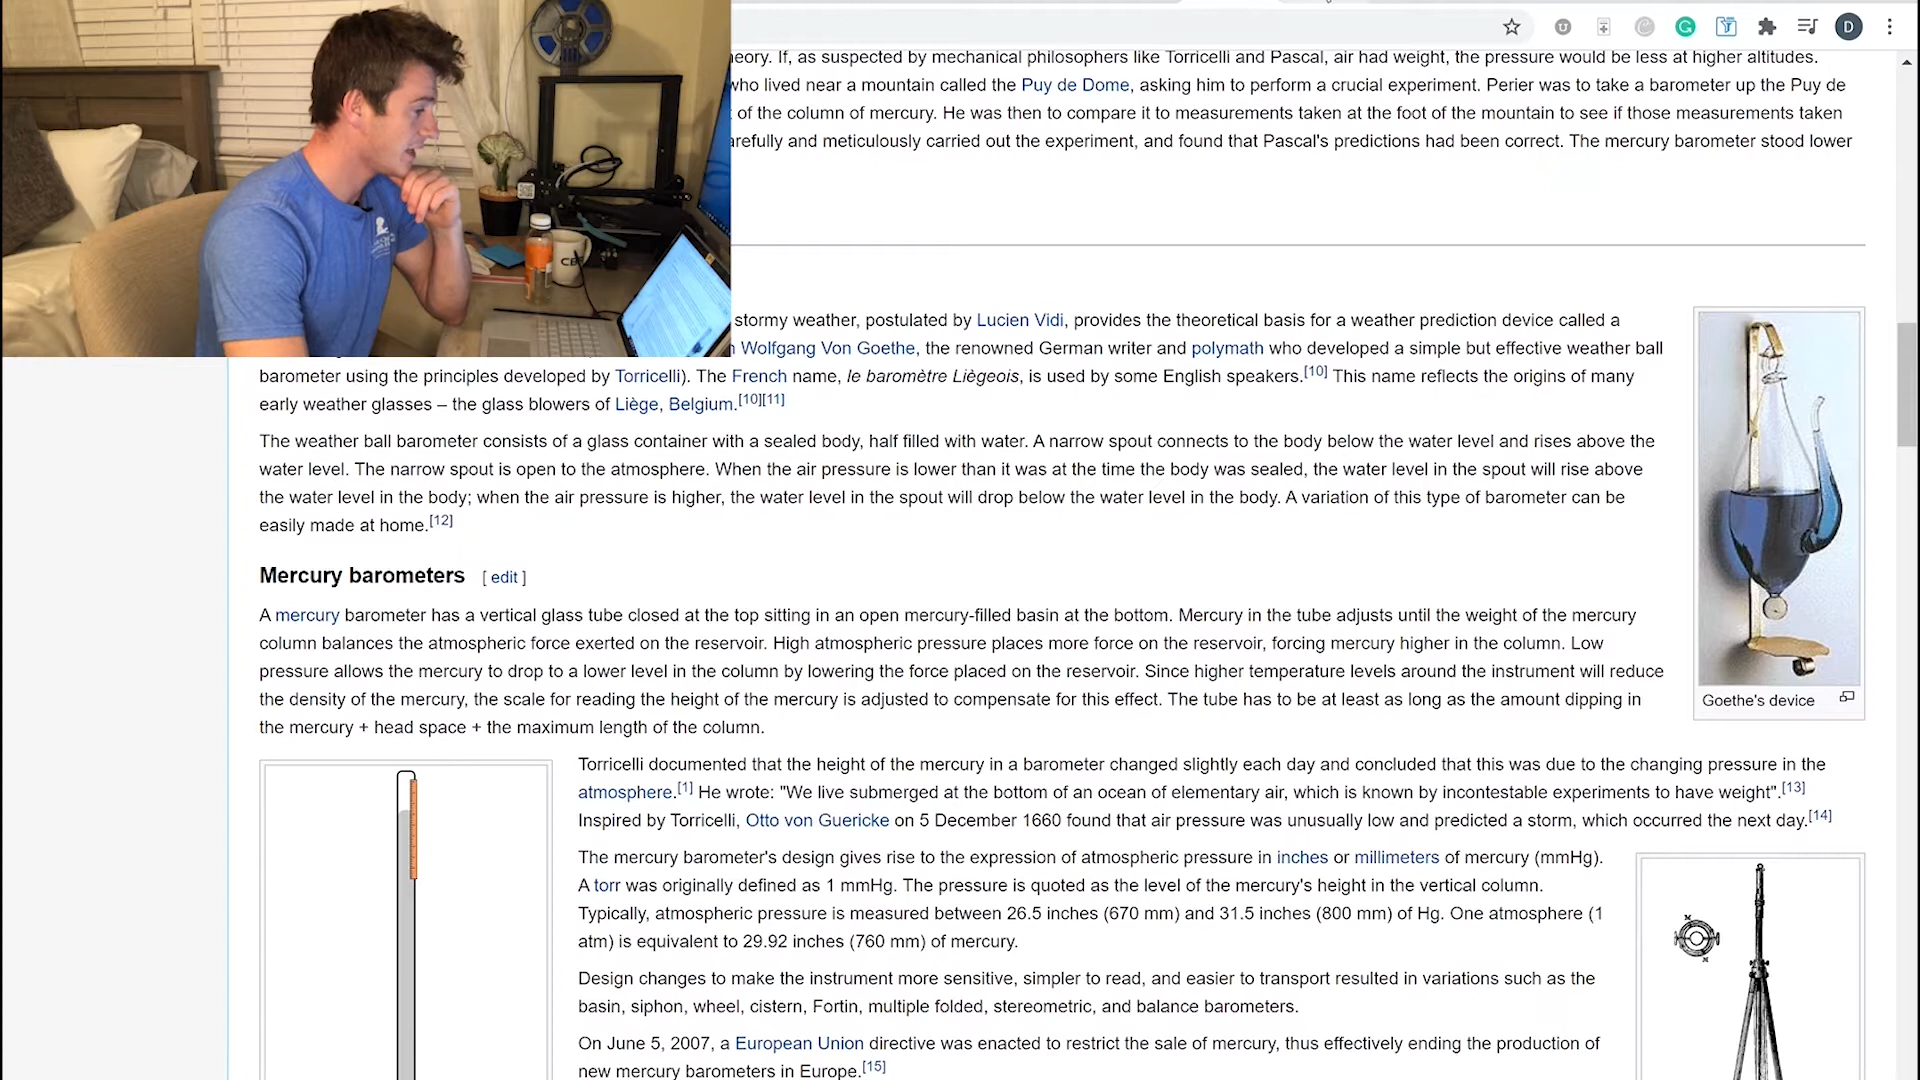 D
eory. If, as suspected by mechanical philosophers like Torricelli and Pascal, air had weight, the pressure would be less at higher altitudes.
who lived near a mountain called the Puy de Dome, asking him to perform a crucial experiment. Perier was to take a barometer up the Puy de
of the column of mercury. He was then to compare it to measurements taken at the foot of the mountain to see if those measurements taken
arefully and meticulously carried out the experiment, and found that Pascal's predictions had been correct. The mercury barometer stood lower
stormy weather, postulated by Lucien Vidi, provides the theoretical basis for a weather prediction device called a
Wolfgang Von Goethe, the renowned German writer and polymath who developed a simple but effective weather ball
barometer using the principles developed by Torricelli). The French name, le baromètre Liègeois, is used by some English speakers.[10] This name reflects the origins of many
early weather glasses – the glass blowers of Liège, Belgium.[10][11]
The weather ball barometer consists of a glass container with a sealed body, half filled with water. A narrow spout connects to the body below the water level and rises above the
water level. The narrow spout is open to the atmosphere. When the air pressure is lower than it was at the time the body was sealed, the water level in the spout will rise above
the water level in the body; when the air pressure is higher, the water level in the spout will drop below the water level in the body. A variation of this type of barometer can be
easily made at home.[12]
Goethe's device
Mercury barometers [ edit ]
A mercury barometer has a vertical glass tube closed at the top sitting in an open mercury-filled basin at the bottom. Mercury in the tube adjusts until the weight of the mercury
column balances the atmospheric force exerted on the reservoir. High atmospheric pressure places more force on the reservoir, forcing mercury higher in the column. Low
pressure allows the mercury to drop to a lower level in the column by lowering the force placed on the reservoir. Since higher temperature levels around the instrument will reduce
the density of the mercury, the scale for reading the height of the mercury is adjusted to compensate for this effect. The tube has to be at least as long as the amount dipping in
the mercury + head space + the maximum length of the column.
Torricelli documented that the height of the mercury in a barometer changed slightly each day and concluded that this was due to the changing pressure in the
atmosphere.[1] He wrote: "We live submerged at the bottom of an ocean of elementary air, which is known by incontestable experiments to have weight".[13]
Inspired by Torricelli, Otto von Guericke on 5 December 1660 found that air pressure was unusually low and predicted a storm, which occurred the next day.[14]
The mercury barometer's design gives rise to the expression of atmospheric pressure in inches or millimeters of mercury (mmHg).
A torr was originally defined as 1 mmHg. The pressure is quoted as the level of the mercury's height in the vertical column.
Typically, atmospheric pressure is measured between 26.5 inches (670 mm) and 31.5 inches (800 mm) of Hg. One atmosphere (1
atm) is equivalent to 29.92 inches (760 mm) of mercury.
Design changes to make the instrument more sensitive, simpler to read, and easier to transport resulted in variations such as the
basin, siphon, wheel, cistern, Fortin, multiple folded, stereometric, and balance barometers.
On June 5, 2007, a European Union directive was enacted to restrict the sale of mercury, thus effectively ending the production of
new mercury barometers in Europe.[15]